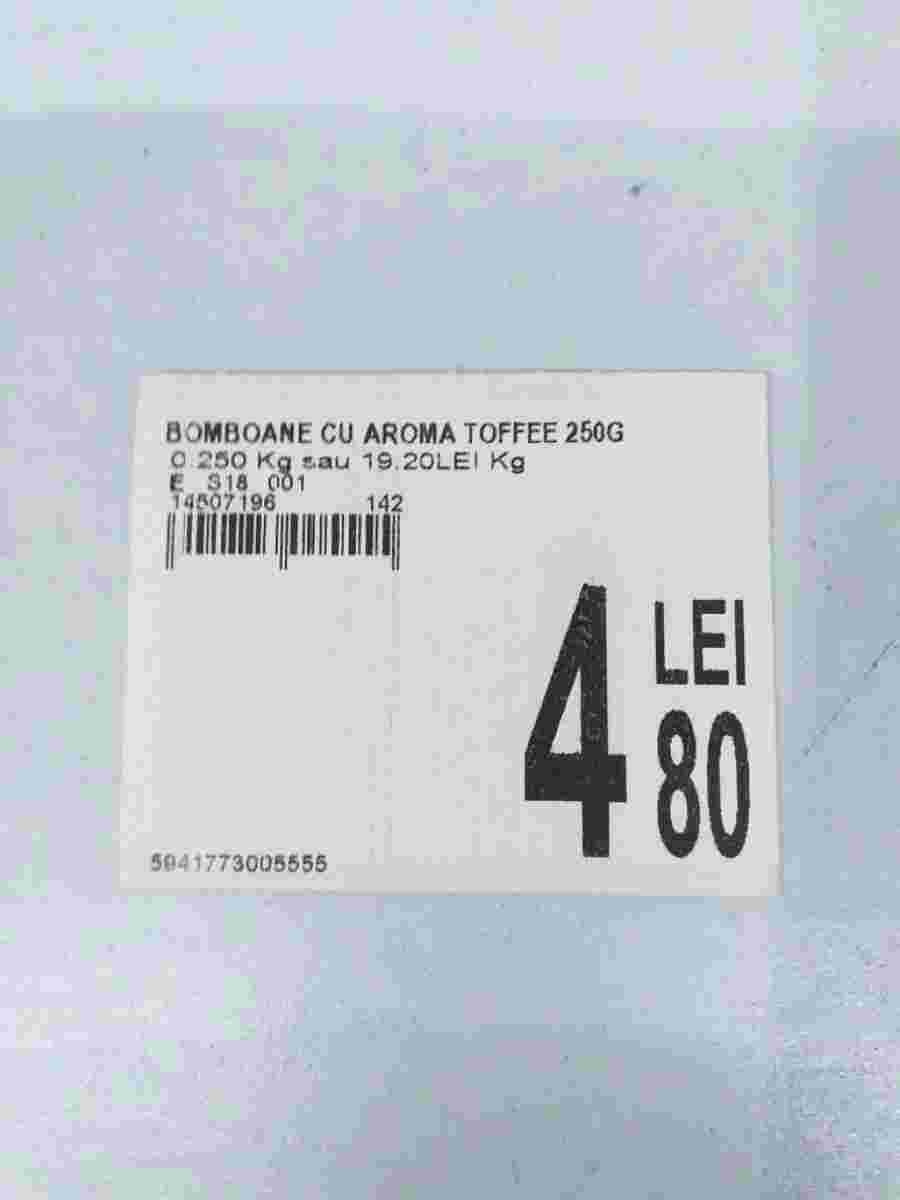 BOMBOANE CU AROMA TOFFEE 250G
0.250 Kg sau 19.20LEI Kg
E S18 001
14507196 142
4 LEI
80
5941773005555